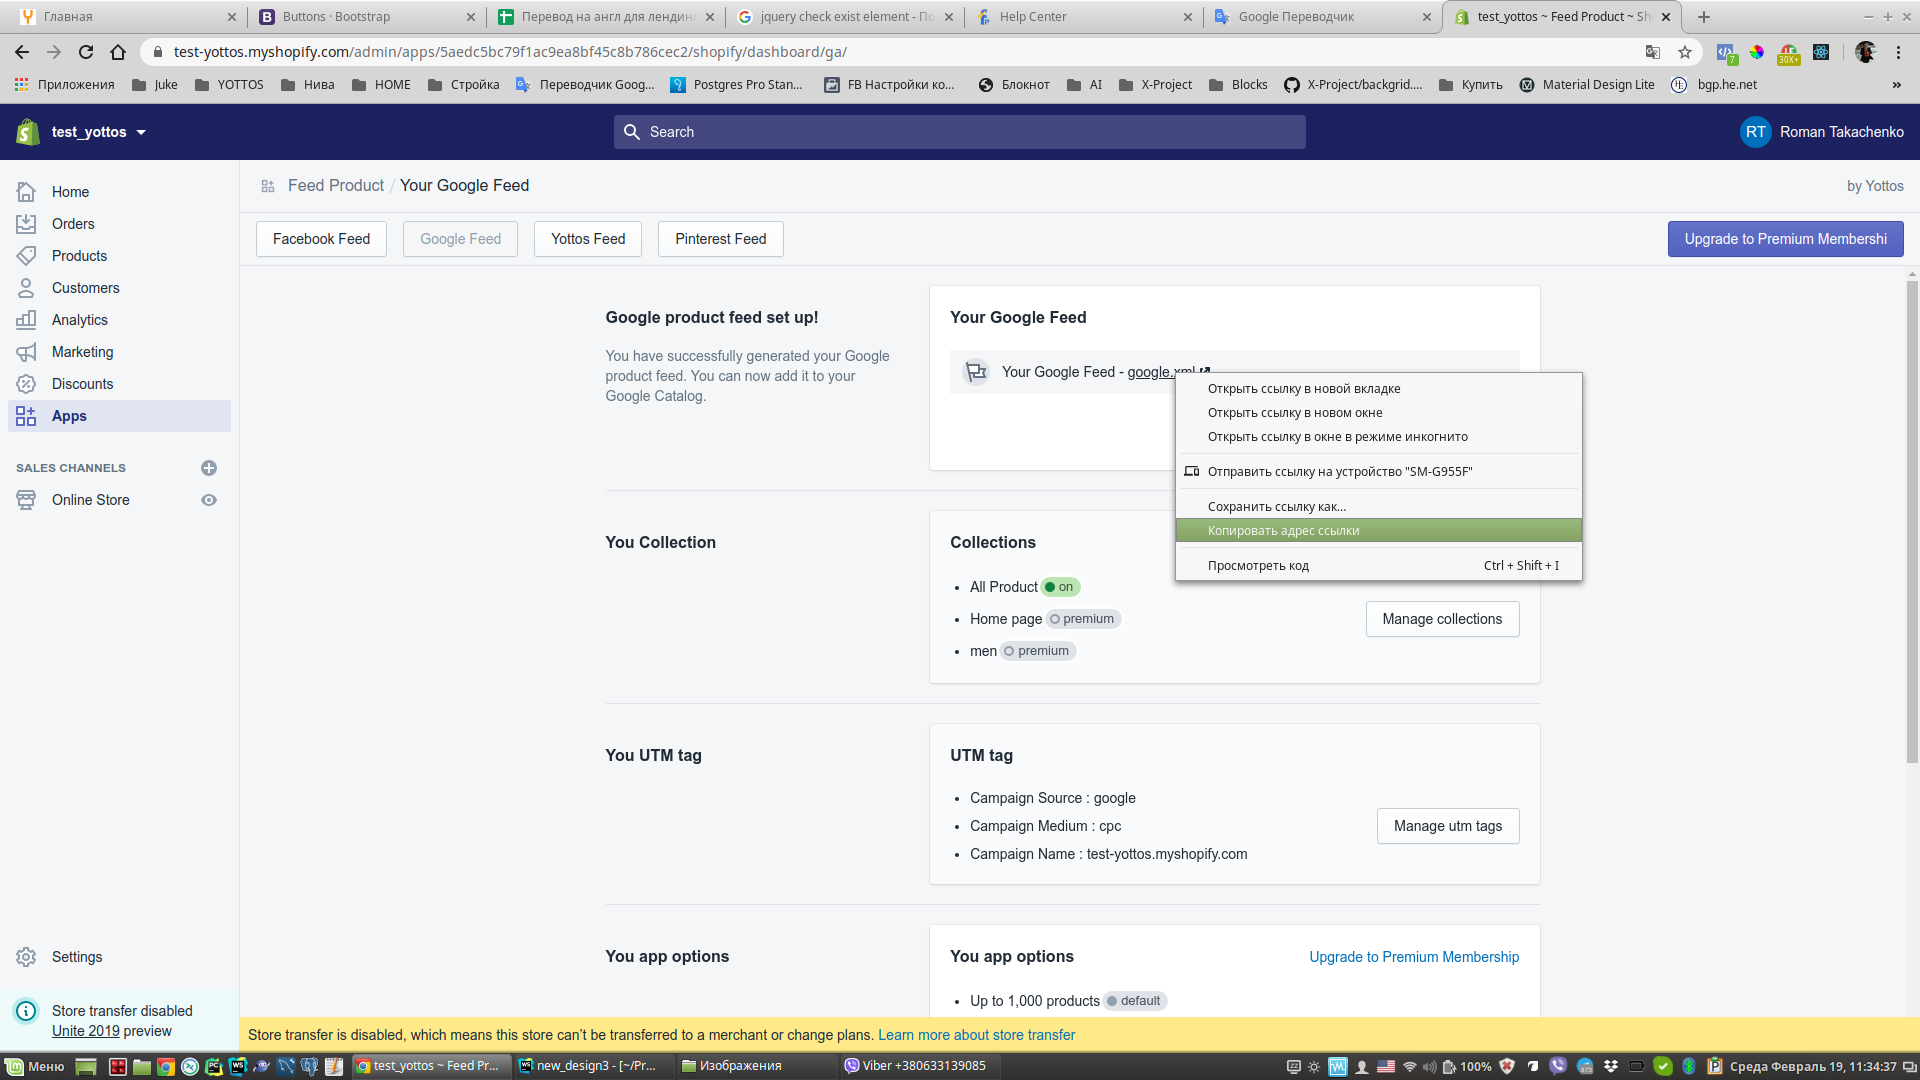 Главная
Buttons · Bootstrap
Перевод на англ для ленди
jquery check exist element - По
Help Center
Google Переводчик
test_yottos ~ Feed Product ~ Sh
test-yottos.myshopify.com/admin/apps/5aedc5bc79f1ac9ea8bf45c8b786cec2/shopify/dashboard/ga/
7
30X+
Приложения
Juke
YOTTOS
Нива
HOME
Стройка
Переводчик Goog...
Postgres Pro Stan...
FB Настройки ко...
Блокнот
AI
X-Project
Blocks
X-Project/backgrid....
Купить
Material Design Lite
bgp.he.net
»
test_yottos
Search
RT
Roman Takachenko
Home
Orders
Products
Customers
Analytics
Marketing
Discounts
Apps
SALES CHANNELS
Online Store
Settings
Store transfer disabled
Unite 2019 preview
Feed Product / Your Google Feed
by Yottos
Facebook Feed
Google Feed
Yottos Feed
Pinterest Feed
Upgrade to Premium Membershi
Google product feed set up!
You have successfully generated your Google
product feed. You can now add it to your
Google Catalog.
Your Google Feed
Your Google Feed - google.xml
Открыть ссылку в новой вкладке
Открыть ссылку в новом окне
Открыть ссылку в окне в режиме инкогнито
Отправить ссылку на устройство "SM-G955F"
Сохранить ссылку как...
Копировать адрес ссылки
Просмотреть код Ctrl + Shift + I
You Collection
Collections
All Product on
Home page premium
men premium
Manage collections
You UTM tag
UTM tag
Campaign Source : google
Campaign Medium : cpc
Campaign Name : test-yottos.myshopify.com
Manage utm tags
You app options
You app options
Upgrade to Premium Membership
Up to 1,000 products default
Store transfer is disabled, which means this store can't be transferred to a merchant or change plans. Learn more about store transfer
Меню
test_yottos ~ Feed Pr...
new_design3 - [~/Pr...
Изображения
Viber +380633139085
100%
Среда Февраль 19, 11:34:37